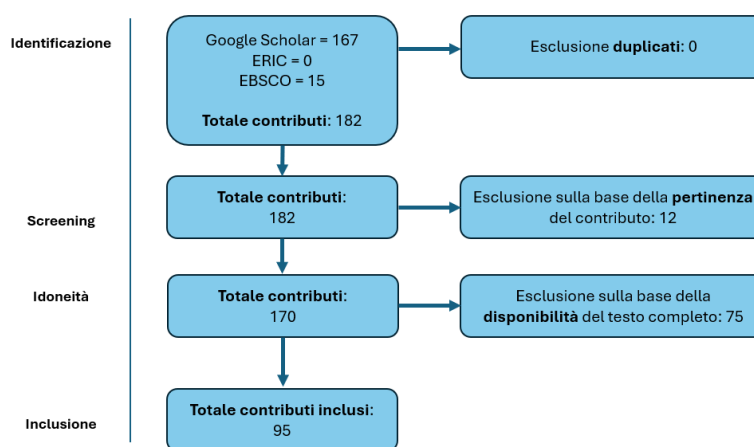 Identificazione
Google Scholar = 167
ERIC = 0
EBSCO = 15
Totale contributi: 182
Esclusione duplicati: 0
Screening
Totale contributi:
182
Esclusione sulla base della pertinenza
del contributo: 12
Idoneità
Totale contributi:
170
Esclusione sulla base della
disponibilità del testo completo: 75
Inclusione
Totale contributi inclusi:
95